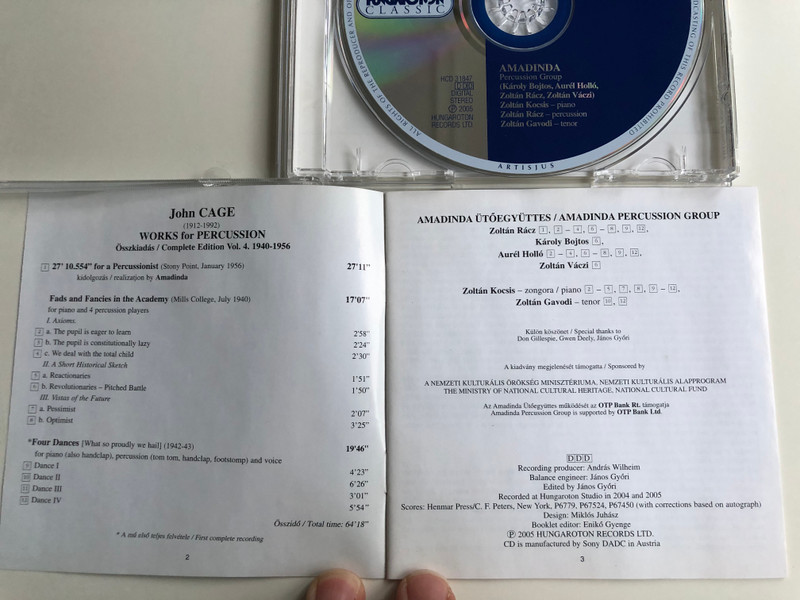 HUNGAROTON
CLASSIC
AMADINDA
Percussion Group
(Károly Bojtos, Aurél Holló,
Zoltán Rácz, Zoltán Váczi)
Zoltán Kocsis – piano
Zoltán Rácz – percussion
Zoltán Gavodi – tenor
HCD 31847
DDD
DIGITAL
STEREO
℗ 2005
HUNGAROTON
RECORDS LTD.
ALL RIGHTS OF THE PRODUCER AND OF
ARTISJUS
CASTING OF THIS RECORD PROHIBITED
John CAGE
(1912-1992)
WORKS for PERCUSSION
Összkiadás / Complete Edition Vol. 4. 1940-1956
1 27' 10.554" for a Percussionist (Stony Point, January 1956) 27'11"
kidolgozás / realization by Amadinda
Fads and Fancies in the Academy (Mills College, July 1940) 17'07"
for piano and 4 percussion players
I. Axioms.
2 a. The pupil is eager to learn 2'58"
3 b. The pupil is constitutionally lazy 2'24"
4 c. We deal with the total child 2'30"
II. A Short Historical Sketch
5 a. Reactionaries 1'51"
6 b. Revolutionaries – Pitched Battle 1'50"
III. Vistas of the Future
7 a. Pessimist 2'07"
8 b. Optimist 3'25"
*Four Dances [What so proudly we hail] (1942-43) 19'46"
for piano (also handclap), percussion (tom tom, handclap, footstomp) and voice
9 Dance I 4'23"
10 Dance II 6'26"
11 Dance III 3'01"
12 Dance IV 5'54"
Összidő / Total time: 64'18"
* A mű első teljes felvétele / First complete recording
2
AMADINDA ÜTŐEGYÜTTES / AMADINDA PERCUSSION GROUP
Zoltán Rácz 1, 2 – 4, 6 – 8, 9, 12,
Károly Bojtos 6,
Aurél Holló 2 – 4, 6 – 8, 9, 12,
Zoltán Váczi 6
Zoltán Kocsis – zongora / piano 2 – 5, 7, 8, 9 – 12,
Zoltán Gavodi – tenor 10, 12
Külön köszönet / Special thanks to
Don Gillespie, Gwen Deely, János Győri
A kiadvány megjelenését támogatta / Sponsored by
A NEMZETI KULTURÁLIS ÖRÖKSÉG MINISZTÉRIUMA, NEMZETI KULTURÁLIS ALAPPROGRAM
THE MINISTRY OF NATIONAL CULTURAL HERITAGE, NATIONAL CULTURAL FUND
Az Amadinda Ütőegyüttes működését az OTP Bank Rt. támogatja
Amadinda Percussion Group is supported by OTP Bank Ltd.
DDD
Recording producer: András Wilheim
Balance engineer: János Győri
Edited by János Győri
Recorded at Hungaroton Studio in 2004 and 2005
Scores: Henmar Press/C. F. Peters, New York, P6779, P67524, P67450 (with corrections based on autograph)
Design: Miklós Juhász
Booklet editor: Enikő Gyenge
℗ 2005 HUNGAROTON RECORDS LTD.
CD is manufactured by Sony DADC in Austria
3